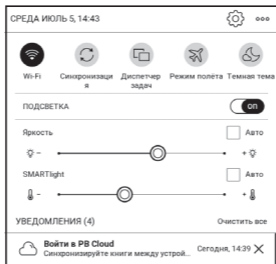 СРЕДА ИЮЛЬ 5, 14:43
Wi-Fi Синхронизаци
я Диспетчер
задач Режим полёта Темная тема
ПОДСВЕТКА ОП
Яркость Авто
- +
SMARTlight Авто
- +
УВЕДОМЛЕНИЯ (4) Очистить все
Войти в PB Cloud
Синхронизируйте книги между устрой... Сегодня, 14:39